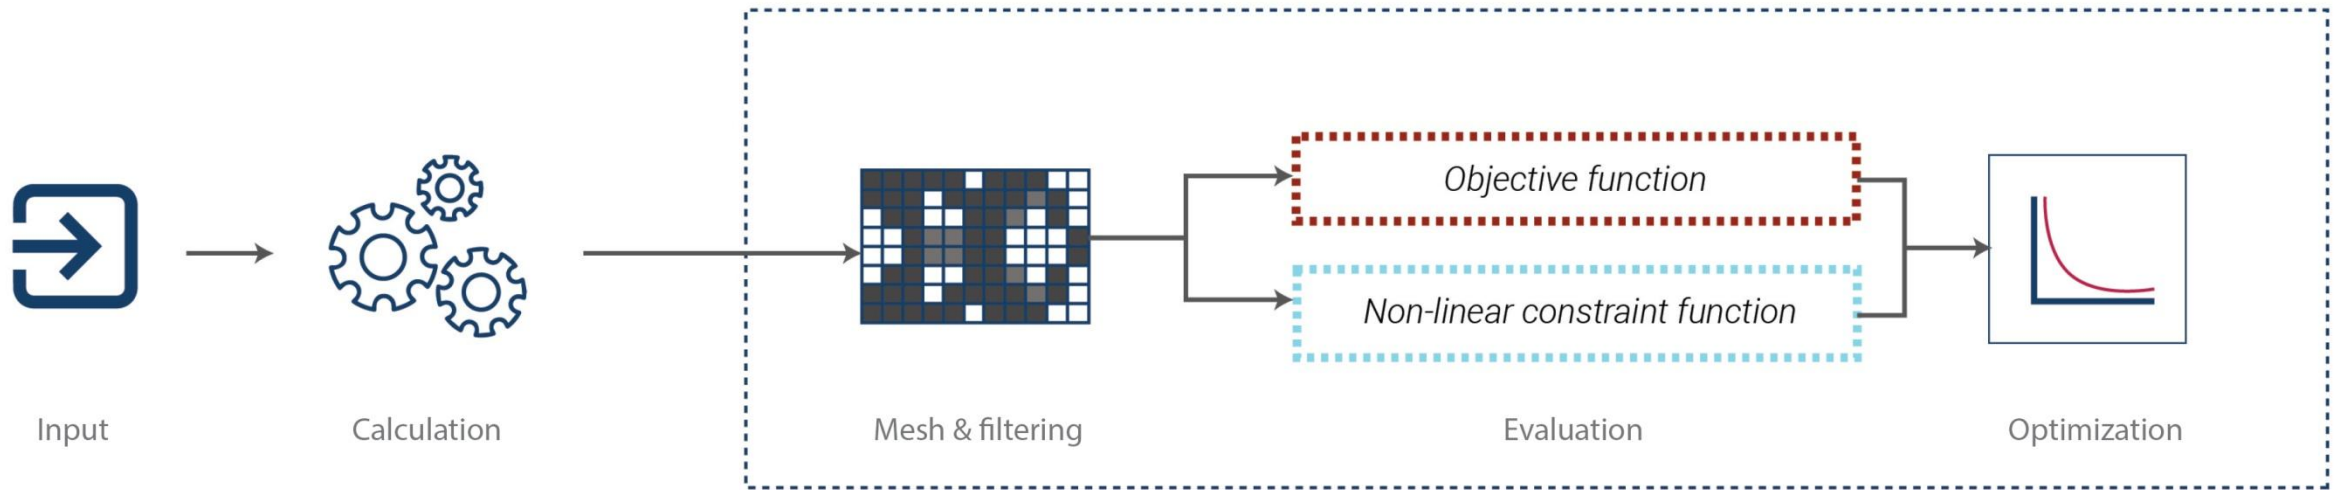 Objective function
Non-linear constraint function
Input
Calculation
Mesh & filtering
Evaluation
Optimization